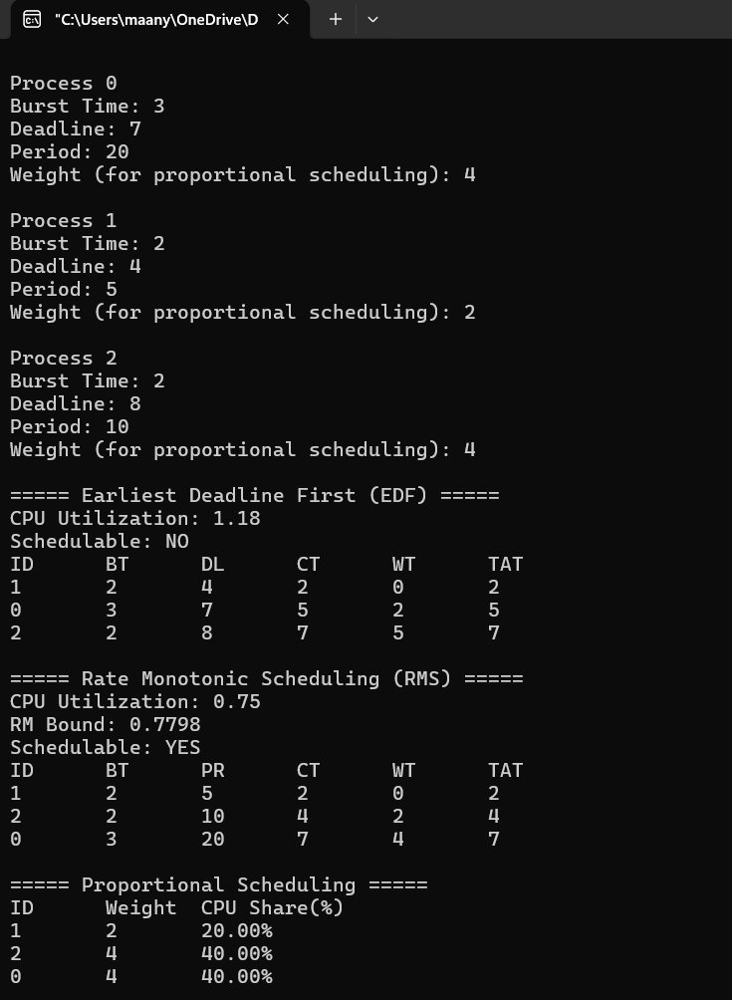 "C:\Users\maany\OneDrive\D
Process 0
Burst Time: 3
Deadline: 7
Period: 20
Weight (for proportional scheduling): 4
Process 1
Burst Time: 2
Deadline: 4
Period: 5
Weight (for proportional scheduling): 2
Process 2
Burst Time: 2
Deadline: 8
Period: 10
Weight (for proportional scheduling): 4
===== Earliest Deadline First (EDF) =====
CPU Utilization: 1.18
Schedulable: NO
ID BT DL CT WT TAT
1 2 4 2 0 2
0 3 7 5 2 5
2 2 8 7 5 7
===== Rate Monotonic Scheduling (RMS) =====
CPU Utilization: 0.75
RM Bound: 0.7798
Schedulable: YES
ID BT PR CT WT TAT
1 2 5 2 0 2
2 2 10 4 2 4
0 3 20 7 4 7
===== Proportional Scheduling =====
ID Weight CPU Share(%)
1 2 20.00%
2 4 40.00%
0 4 40.00%